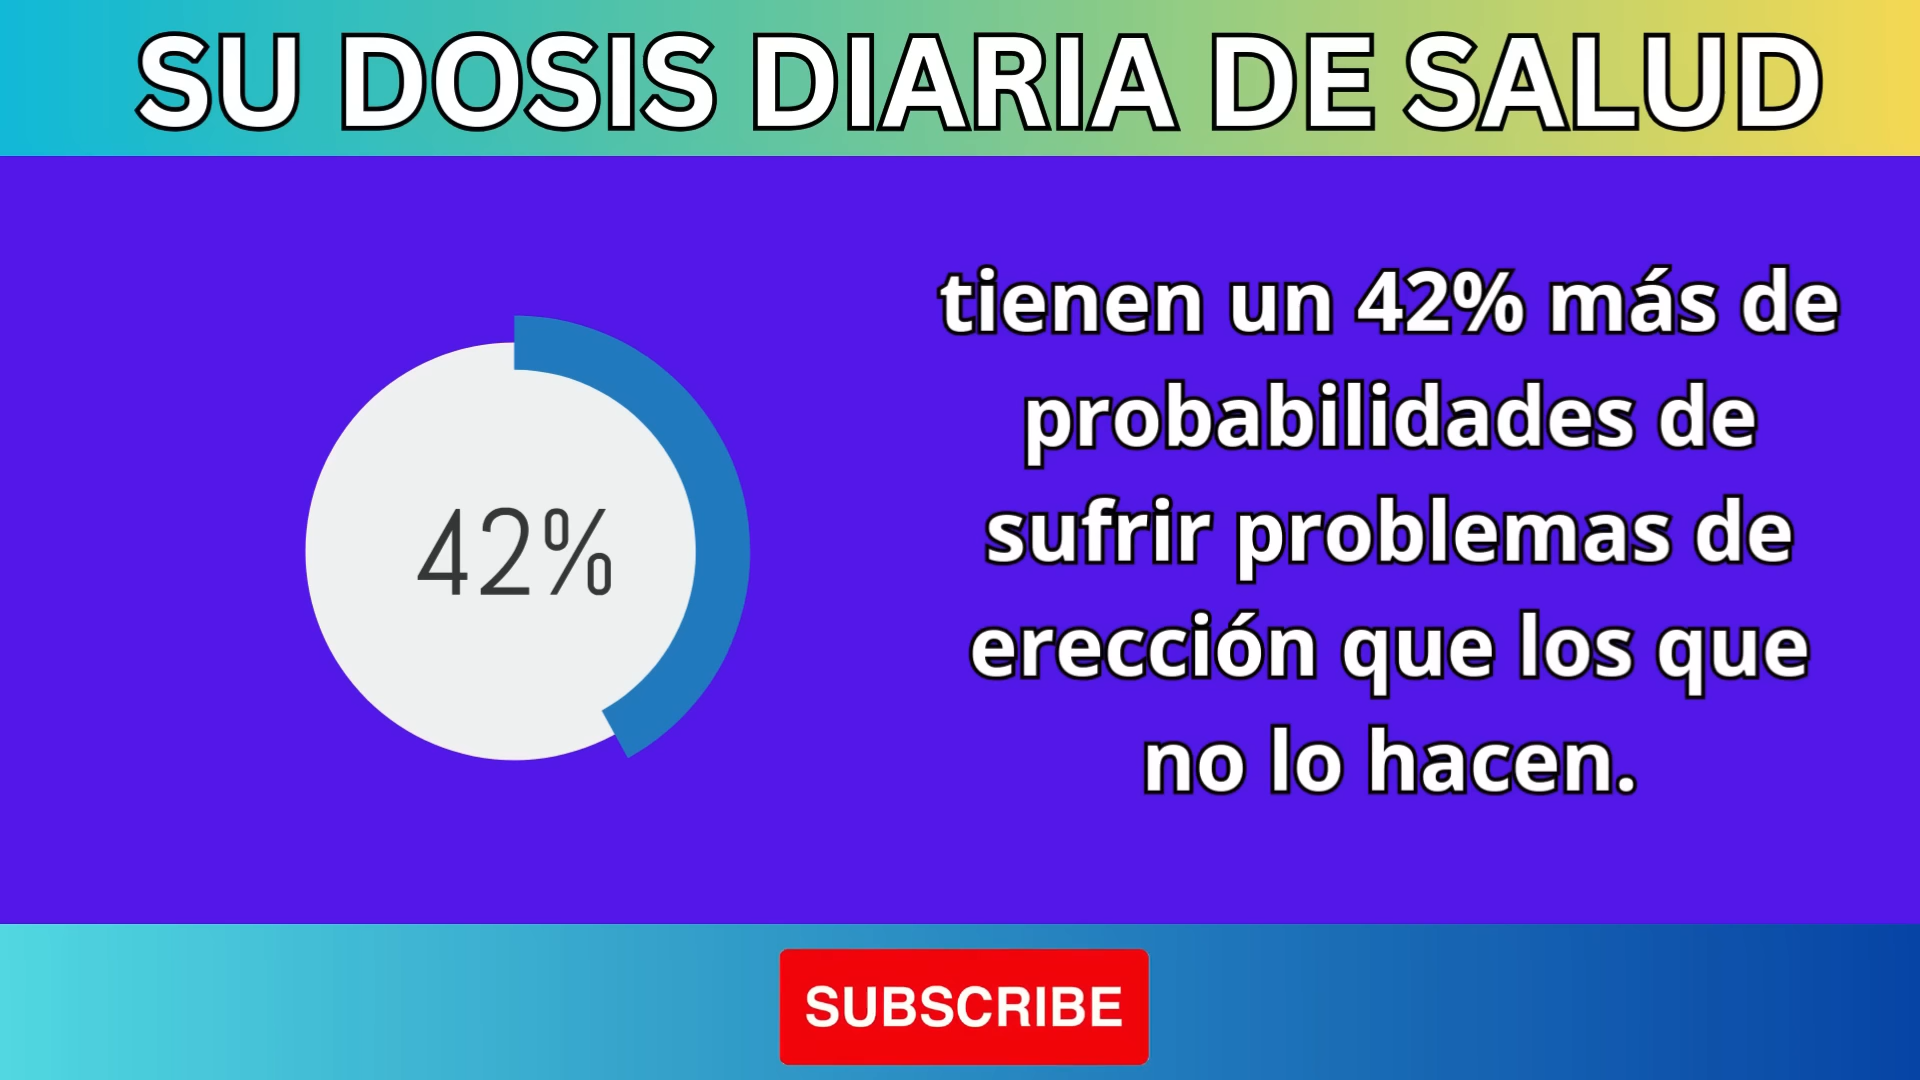 SU DOSIS DIARIA DE SALUD
42%
tienen un 42% más de
probabilidades de
sufrir problemas de
erección que los que
no lo hacen.
SUBSCRIBE